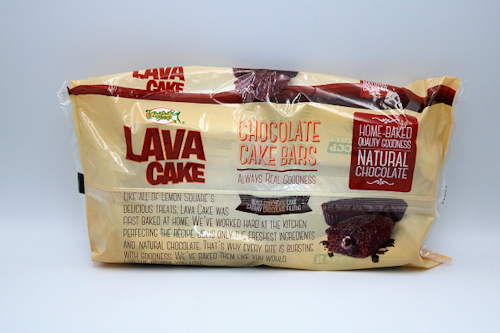 LAVA
CAKE
LAVA
CAKE
CHOCOLATE
CAKE BARS
ALWAYS REAL GOODNESS
HOME-BAKED
QUALITY GOODNESS
NATURAL
CHOCOLATE
LIKE ALL OF LEMON SQUARE'S
DELICIOUS TREATS, LAVA CAKE WAS
FIRST BAKED AT HOME. WE'VE WORKED HARD AT THE KITCHEN
PERFECTING THE RECIPE USING ONLY THE FRESHEST INGREDIENTS
AND NATURAL CHOCOLATE. THAT'S WHY EVERY BITE IS BURSTING
WITH GOODNESS. WE'VE BAKED THEM LIKE YOU WOULD,